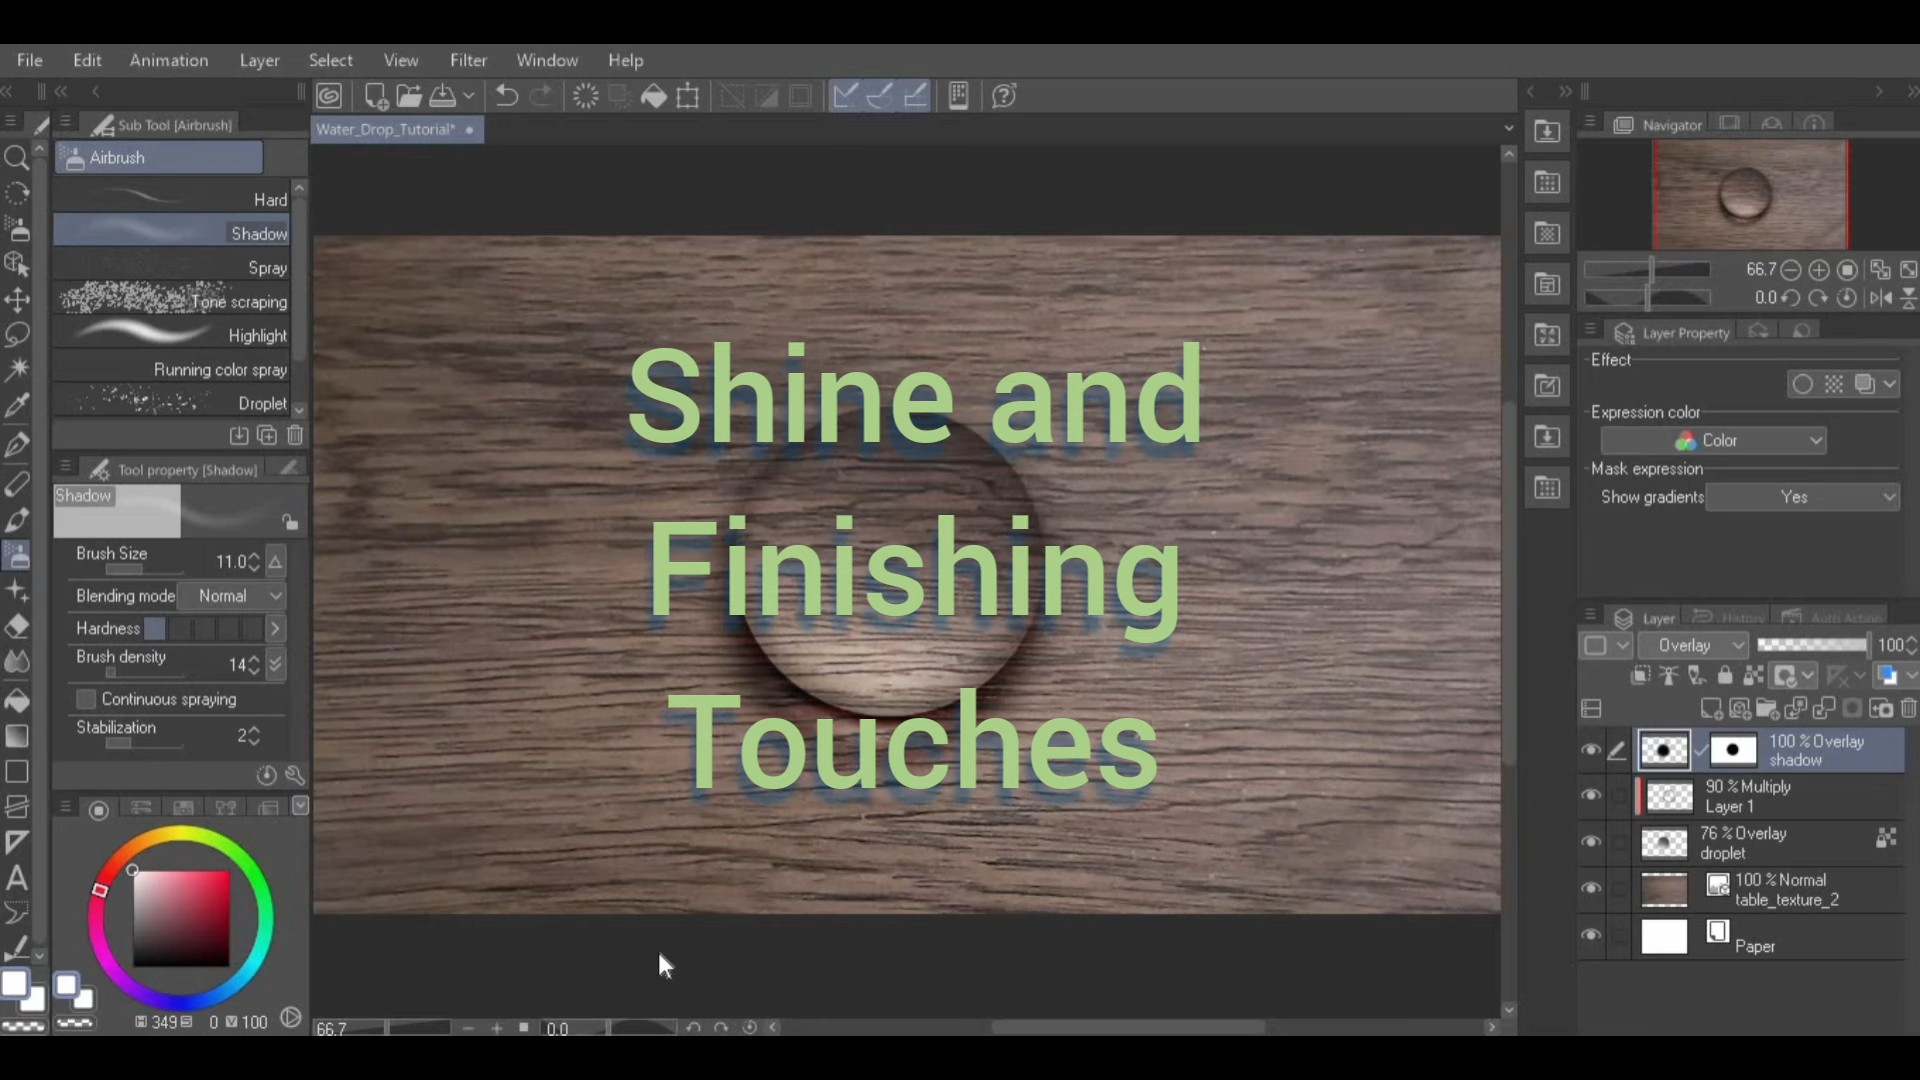 File Edit Animation Layer Select View Filter Window Help
Sub Tool [Airbrush]
Airbrush
Hard
Shadow
Spray
Tone scraping
Highlight
Running color spray
Droplet
Tool property [Shadow]
Shadow
Brush Size 11.0
Blending mode Normal
Hardness
Brush density 14
Continuous spraying
Stabilization 2
349 0 100
Water_Drop_Tutorial*
Shine and
Finishing
Touches
66.7 0.0
Navigator
66.7
0.0
Layer Property
Effect
Expression color
Color
Mask expression
Show gradients Yes
Layer History Auto Action
Overlay 100
100 % Overlay
shadow
90 % Multiply
Layer 1
76 % Overlay
droplet
100 % Normal
table_texture_2
Paper